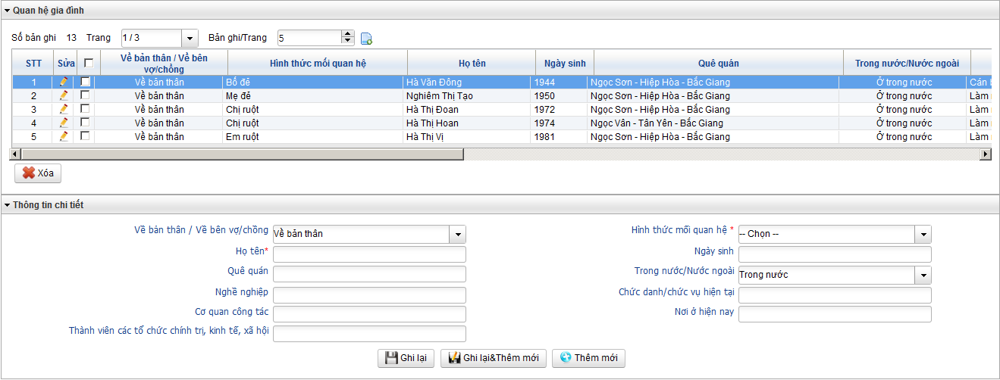 Quan hệ gia đình
Số bản ghi 13 Trang 1 / 3 Bản ghi/Trang 5
STT Sửa Về bản thân / Về bên vợ/chồng Hình thức mối quan hệ Họ tên Ngày sinh Quê quán Trong nước/Nước ngoài
1 Về bản thân Bố đẻ Hà Văn Đông 1944 Ngọc Sơn - Hiệp Hòa - Bắc Giang Ở trong nước Cán
2 Về bản thân Mẹ đẻ Nghiêm Thị Tạo 1950 Ngọc Sơn - Hiệp Hòa - Bắc Giang Ở trong nước Làm
3 Về bản thân Chị ruột Hà Thị Đoan 1972 Ngọc Sơn - Hiệp Hòa - Bắc Giang Ở trong nước Làm
4 Về bản thân Chị ruột Hà Thị Hoan 1974 Ngọc Vân - Tân Yên - Bắc Giang Ở trong nước Làm
5 Về bản thân Em ruột Hà Thị Vị 1981 Ngọc Sơn - Hiệp Hòa - Bắc Giang Ở trong nước Làm
Xóa
Thông tin chi tiết
Về bản thân / Về bên vợ/chồng Về bản thân Hình thức mối quan hệ * -- Chọn --
Họ tên* Ngày sinh
Quê quán Trong nước/Nước ngoài Trong nước
Nghề nghiệp Chức danh/chức vụ hiện tại
Cơ quan công tác Nơi ở hiện nay
Thành viên các tổ chức chính trị, kinh tế, xã hội
Ghi lại Ghi lại&Thêm mới Thêm mới